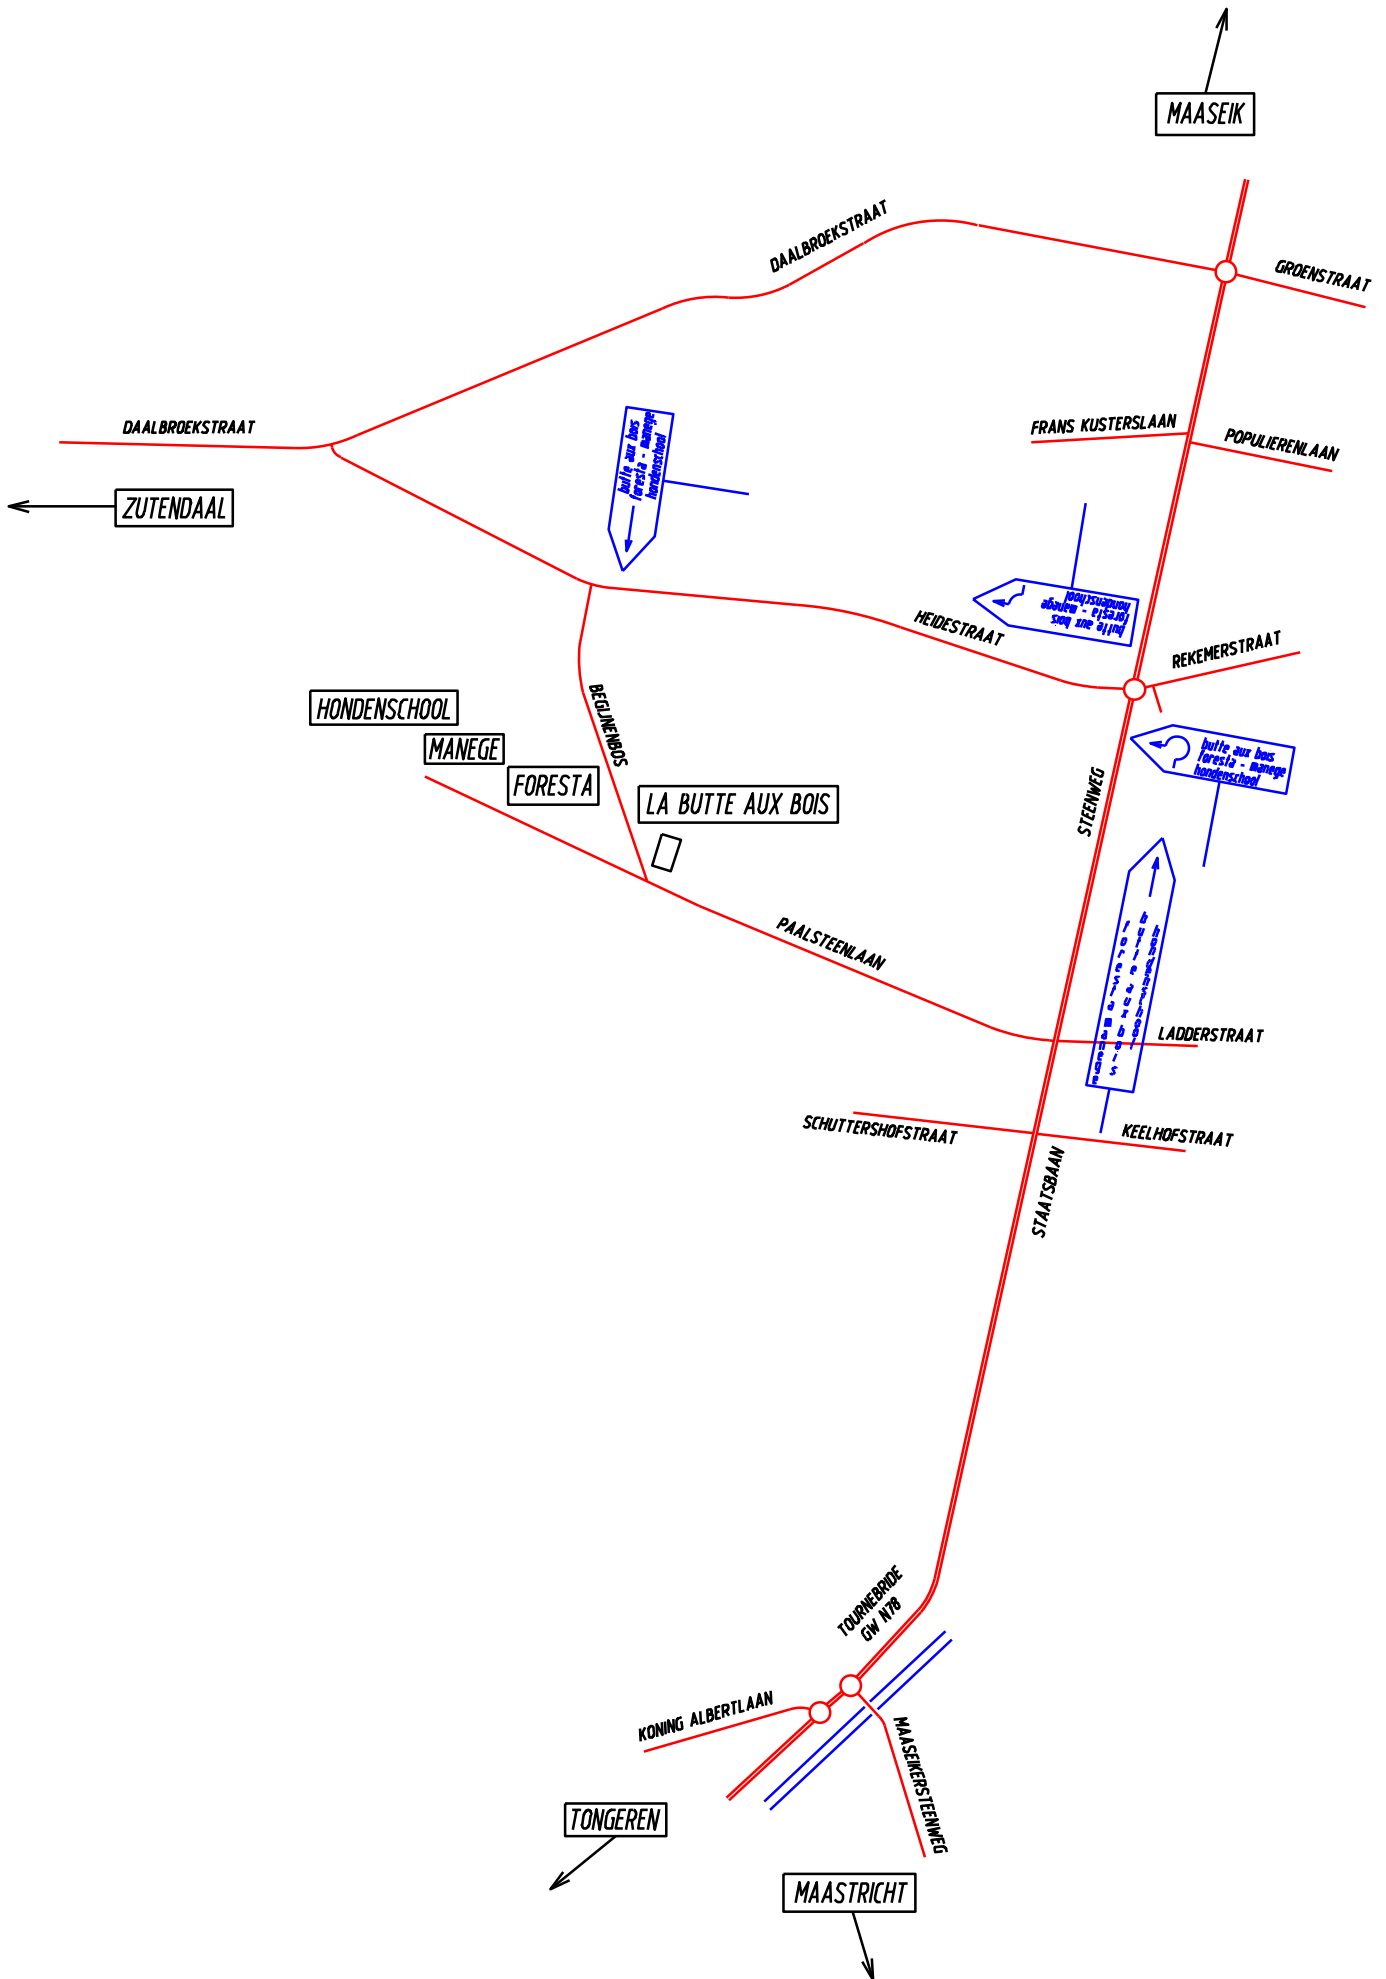 MAASEIK
DAALBROEKSTRAAT
GROENSTRAAT
DAALBROEKSTRAAT
FRANS KUSTERSLAAN
POPULIERENLAAN
butte aux bois
foresta - manege
hondenschool
ZUTENDAAL
butte aux bois
foresta - manege
hondenschool
HEIDESTRAAT
REKEMERSTRAAT
HONDENSCHOOL
BEGIJNENBOS
MANEGE
FORESTA
LA BUTTE AUX BOIS
STEENWEG
butte aux bois
foresta - manege
hondenschool
PAALSTEENLAAN
foresta manege
butte aux bois
hondenschool
LADDERSTRAAT
SCHUTTERSHOFSTRAAT
KEELHOFSTRAAT
STAATSBAAN
TOURNEBRIDE
GW N78
KONING ALBERTLAAN
MAASEIKERSTEENWEG
TONGEREN
MAASTRICHT